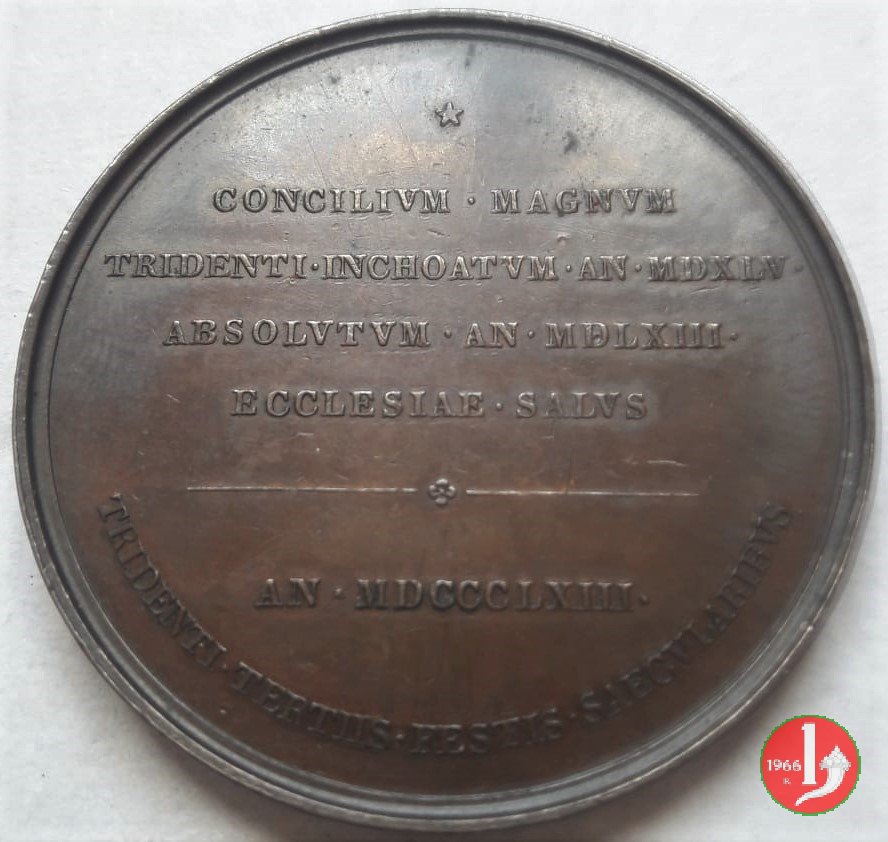 CONCILIVM · MAGNVM
TRIDENTI · INCHOATVM · AN · MDXLV ·
ABSOLVTVM · AN · MDLXIII ·
ECCLESIAE · SALVS
AN · MDCCCLXIII ·
TRIDENTI · TERTIIS · FESTIS · SAECVLARIBVS
1966
R